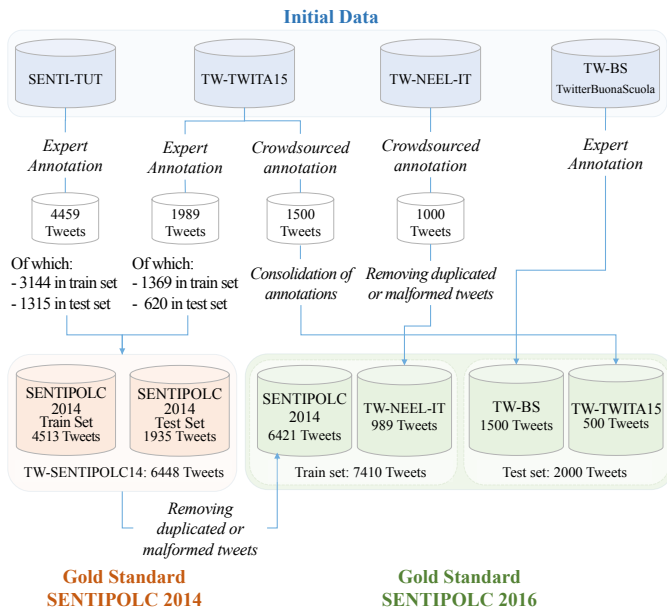 Initial Data
SENTI-TUT
TW-TWITA15
TW-NEEL-IT
TW-BS
TwitterBuonaScuola
Expert
Annotation
Expert
Annotation
Crowdsourced
annotation
Crowdsourced
annotation
Expert
Annotation
4459
Tweets
1989
Tweets
1500
Tweets
1000
Tweets
Of which:
- 3144 in train set
- 1315 in test set
Of which:
- 1369 in train set
- 620 in test set
Consolidation of
annotations
Removing duplicated
or malformed tweets
SENTIPOLC
2014
Train Set
4513 Tweets
SENTIPOLC
2014
Test Set
1935 Tweets
TW-SENTIPOLC14: 6448 Tweets
SENTIPOLC
2014
6421 Tweets
TW-NEEL-IT
989 Tweets
Train set: 7410 Tweets
TW-BS
1500 Tweets
TW-TWITA15
500 Tweets
Test set: 2000 Tweets
Removing
duplicated or
malformed tweets
Gold Standard
SENTIPOLC 2014
Gold Standard
SENTIPOLC 2016